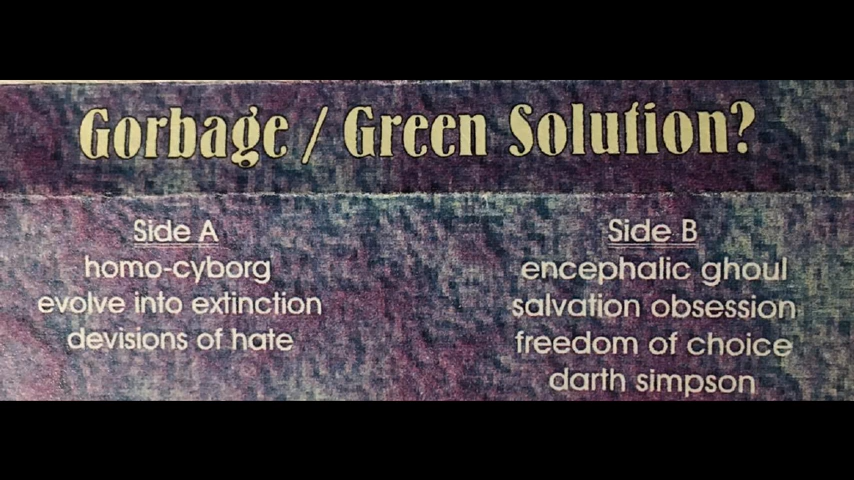 Gorbage / Green Solution?
Side A
homo-cyborg
evolve into extinction
devisions of hate
Side B
encephalic ghoul
salvation obsession
freedom of choice
darth simpson